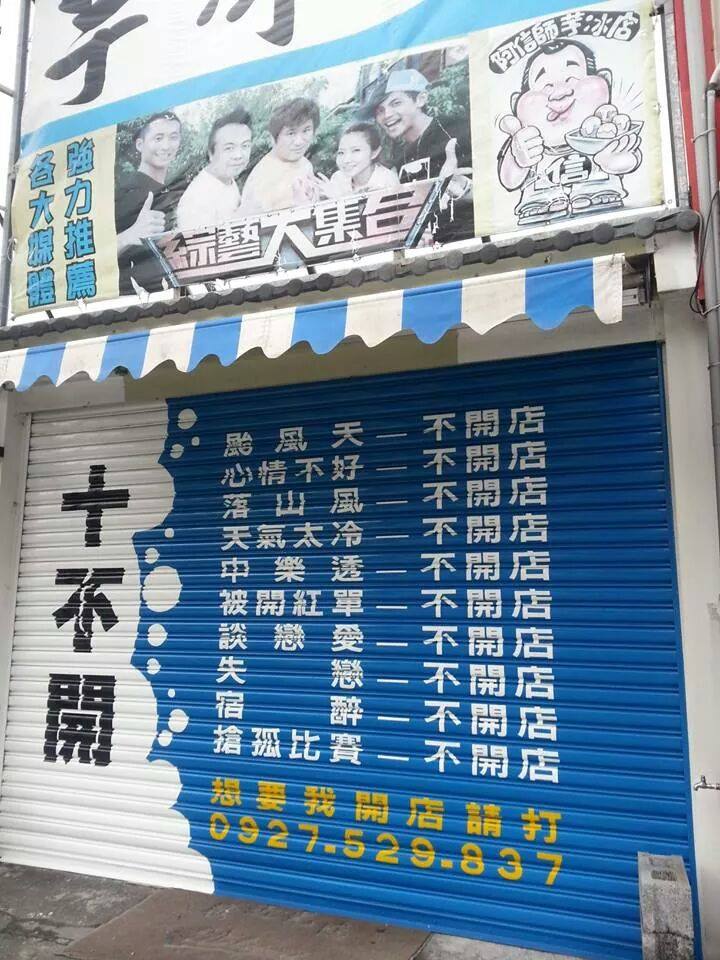 芋
阿信師芋冰店
強力推薦
各大媒體
綜藝大集合
信
十不開
颱風天—不開店
心情不好—不開店
落山風—不開店
天氣太冷—不開店
中樂透—不開店
被開紅單—不開店
談戀愛—不開店
失戀—不開店
宿醉—不開店
搶孤比賽—不開店
想要我開店請打
0927-529-837